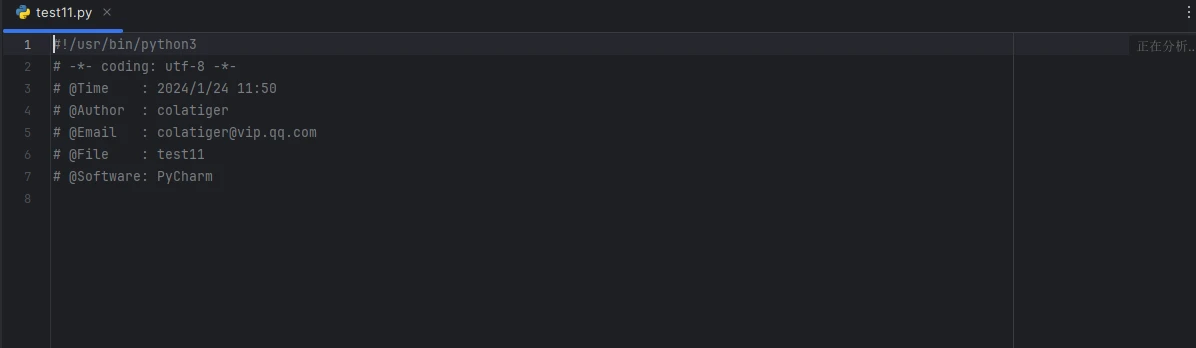 test11.py
1 #!/usr/bin/python3 正在分析...
2 # -*- coding: utf-8 -*-
3 # @Time    : 2024/1/24 11:50
4 # @Author  : colatiger
5 # @Email   : colatiger@vip.qq.com
6 # @File    : test11
7 # @Software: PyCharm
8